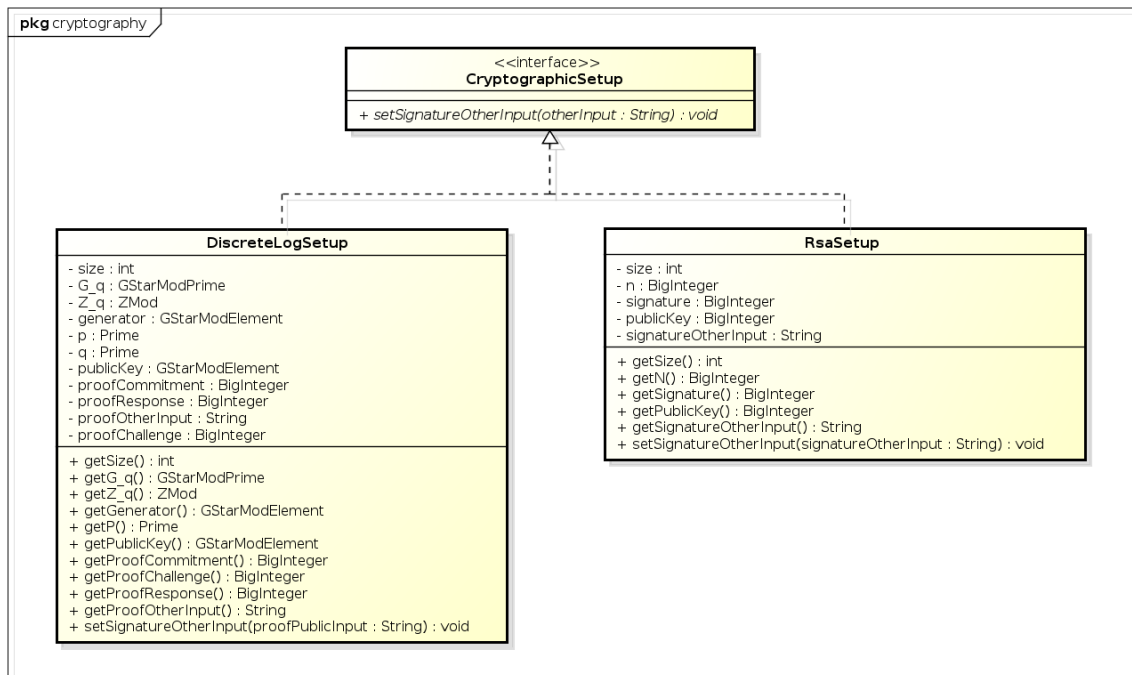 pkg cryptography
<<interface>>
CryptographicSetup
+ setSignatureOtherInput(otherInput : String) : void
DiscreteLogSetup
- size : int
- G_q : GStarModPrime
- Z_q : ZMod
- generator : GStarModElement
- p : Prime
- q : Prime
- publicKey : GStarModElement
- proofCommitment : BigInteger
- proofResponse : BigInteger
- proofOtherInput : String
- proofChallenge : BigInteger
+ getSize() : int
+ getG_q() : GStarModPrime
+ getZ_q() : ZMod
+ getGenerator() : GStarModElement
+ getP() : Prime
+ getPublicKey() : GStarModElement
+ getProofCommitment() : BigInteger
+ getProofChallenge() : BigInteger
+ getProofResponse() : BigInteger
+ getProofOtherInput() : String
+ setSignatureOtherInput(proofPublicInput : String) : void
RsaSetup
- size : int
- n : BigInteger
- signature : BigInteger
- publicKey : BigInteger
- signatureOtherInput : String
+ getSize() : int
+ getN() : BigInteger
+ getSignature() : BigInteger
+ getPublicKey() : BigInteger
+ getSignatureOtherInput() : String
+ setSignatureOtherInput(signatureOtherInput : String) : void